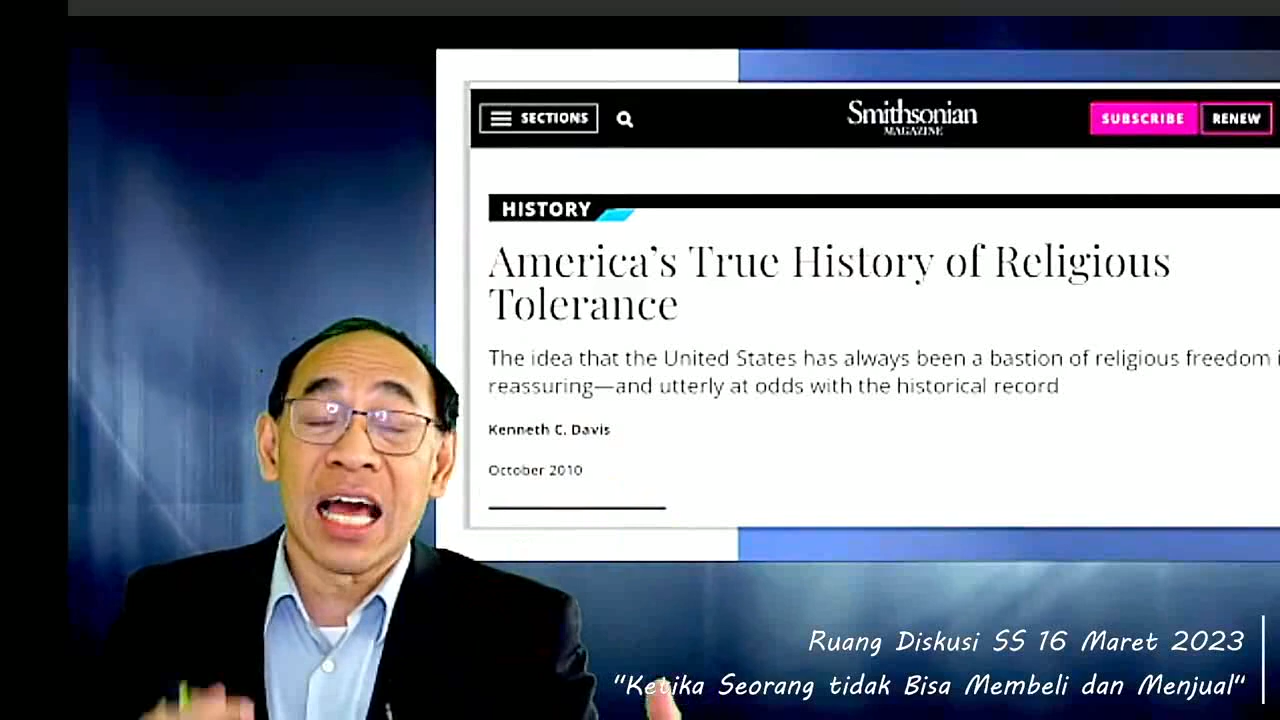 SECTIONS
Smithsonian
MAGAZINE
SUBSCRIBE
RENEW
HISTORY
America's True History of Religious
Tolerance
The idea that the United States has always been a bastion of religious freedom i
reassuring—and utterly at odds with the historical record
Kenneth C. Davis
October 2010
Ruang Diskusi SS 16 Maret 2023
“Ketika Seorang tidak Bisa Membeli dan Menjual”